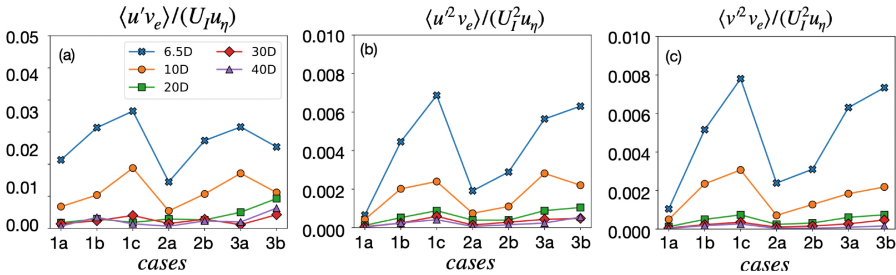 ⟨u′v_e⟩/(U_I u_η)
0.05
0.04
0.03
0.02
0.01
0.01
0.00
(a)
6.5D
10D
20D
30D
40D
1a 1b 1c 2a 2b 3a 3b
cases
⟨u′²v_e⟩/(U_I² u_η)
0.010
0.008
0.006
0.004
0.002
0.000
(b)
1a 1b 1c 2a 2b 3a 3b
cases
⟨v′²v_e⟩/(U_I² u_η)
0.010
0.008
0.006
0.004
0.002
0.000
(c)
1a 1b 1c 2a 2b 3a 3b
cases